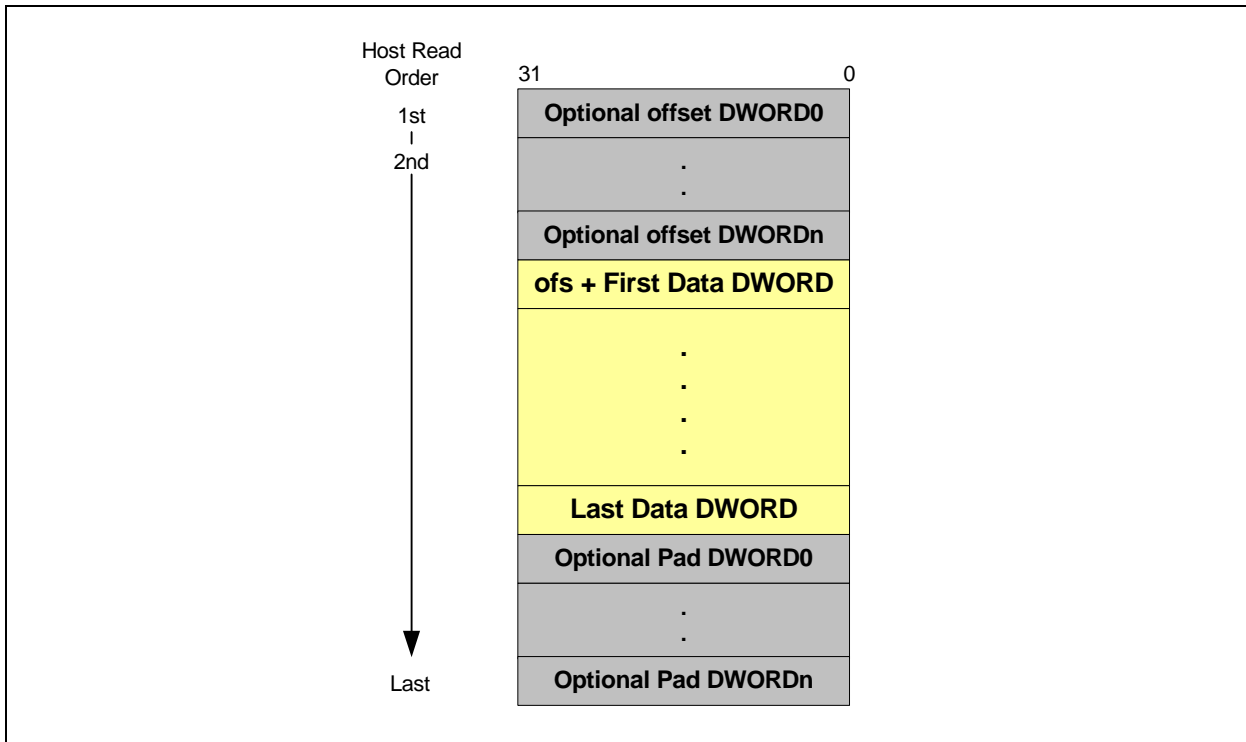 Host Read
Order
31 0
1st
Optional offset DWORD0
2nd
.
.
Optional offset DWORDn
ofs + First Data DWORD
.
.
.
.
Last Data DWORD
Optional Pad DWORD0
.
.
Last
Optional Pad DWORDn